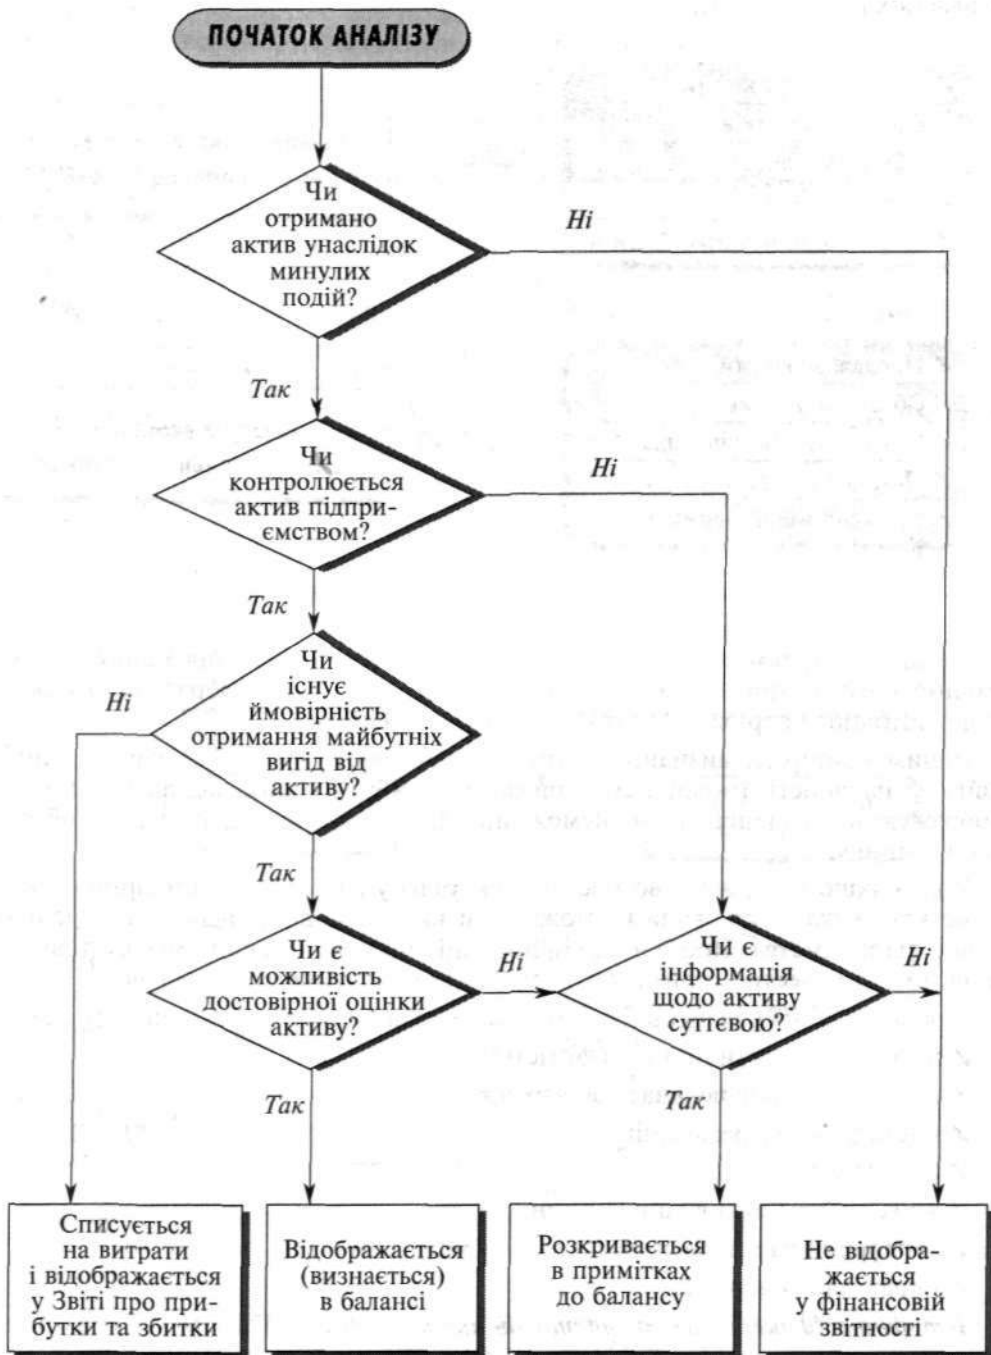 ПОЧАТОК АНАЛІЗУ
Чи
отримано
актив унаслідок
минулих
подій?
Ні
Так
Чи
контролюється
актив підпри-
ємством?
Ні
Так
Чи
існує
ймовірність
отримання майбутніх
вигід від
активу?
Ні
Так
Чи є
можливість
достовірної оцінки
активу?
Ні
Чи є
інформація
щодо активу
суттєвою?
Ні
Так
Так
Списується
на витрати
і відображається
у Звіті про при-
бутки та збитки
Відображається
(визнається)
в балансі
Розкривається
в примітках
до балансу
Не відобра-
жається
у фінансовій
звітності